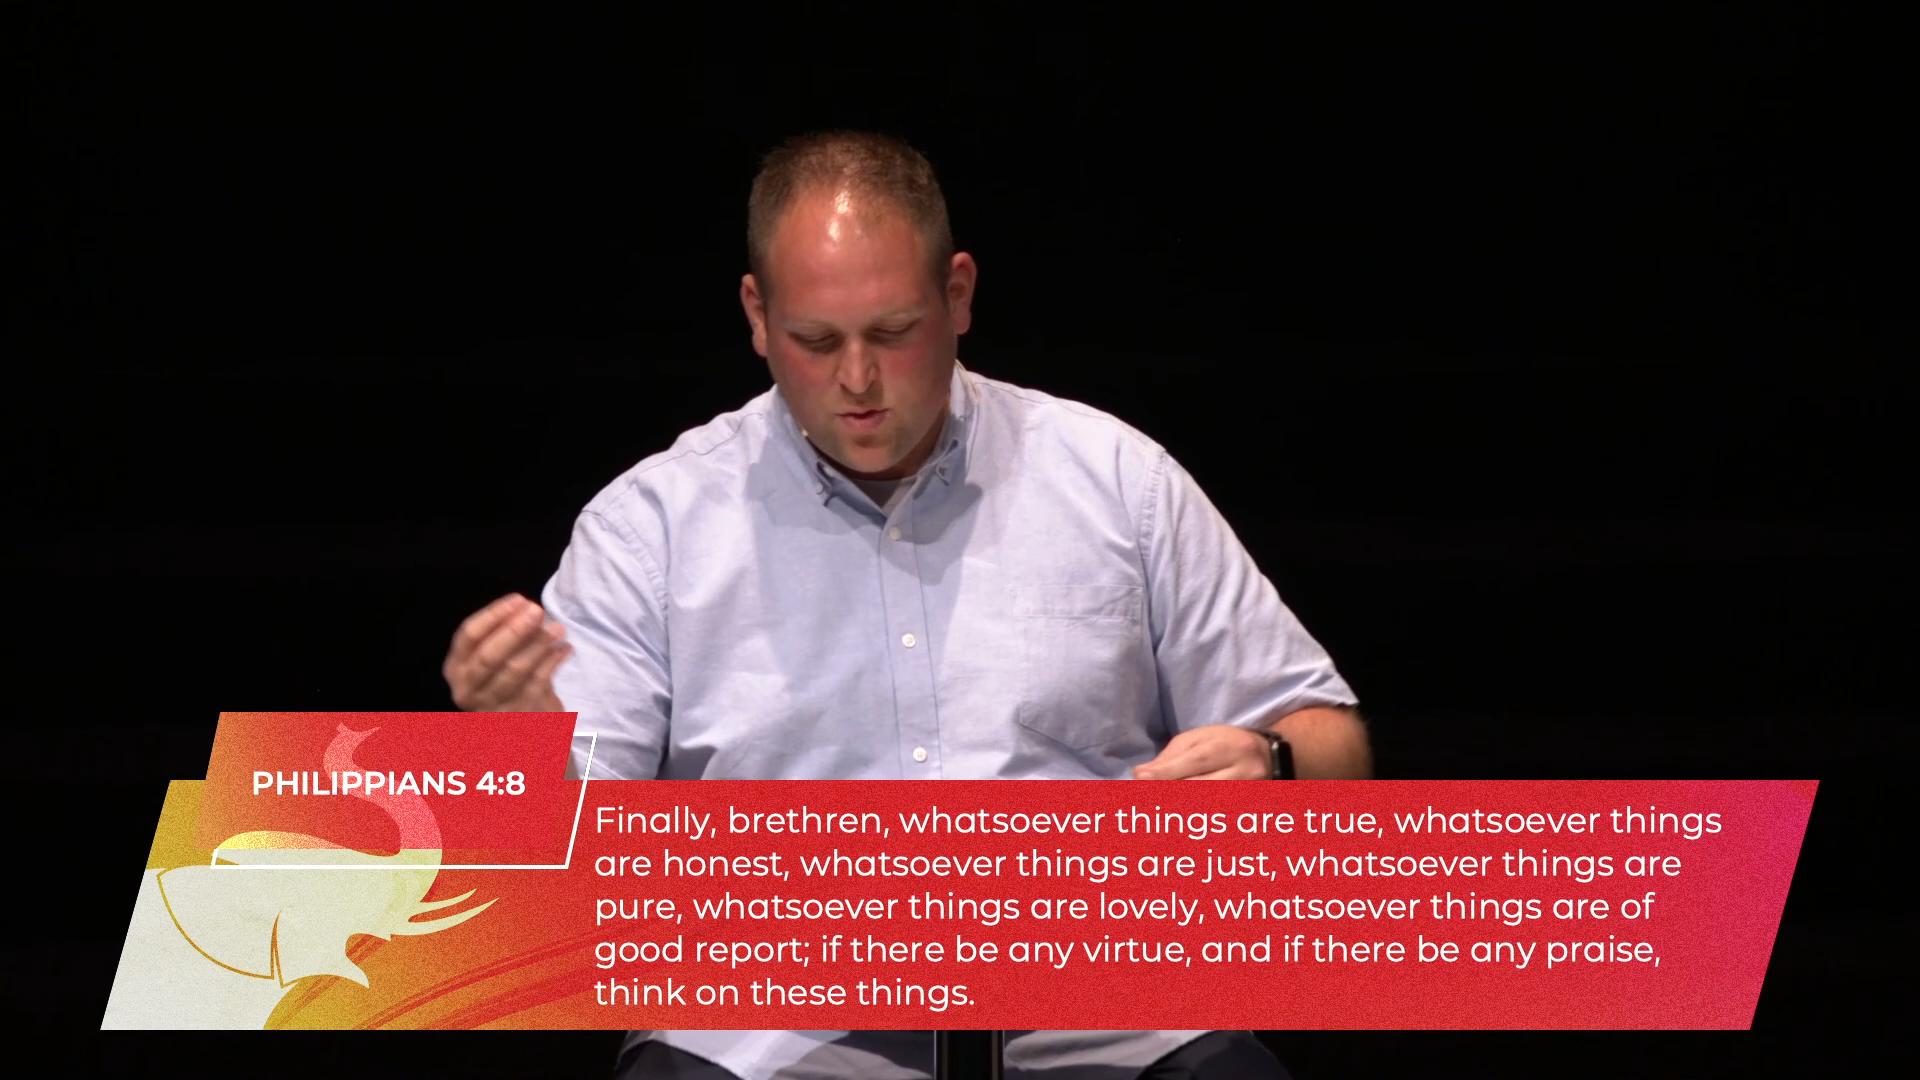 PHILIPPIANS 4:8
Finally, brethren, whatsoever things are true, whatsoever things
are honest, whatsoever things are just, whatsoever things are
pure, whatsoever things are lovely, whatsoever things are of
good report; if there be any virtue, and if there be any praise,
think on these things.